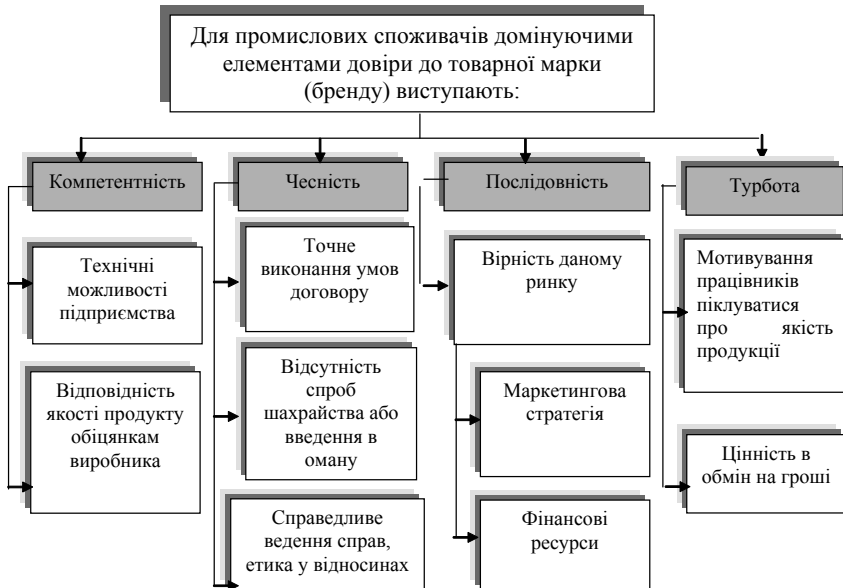 Для промислових споживачів домінуючими
елементами довіри до товарної марки
(бренду) виступають:
Компетентність
Технічні
можливості
підприємства
Відповідність
якості продукту
обіцянкам
виробника
Чесність
Точне
виконання умов
договору
Відсутність
спроб
шахрайства або
введення в
оману
Справедливе
ведення справ,
етика у відносинах
Послідовність
Вірність даному
ринку
Маркетингова
стратегія
Фінансові
ресурси
Турбота
Мотивування
працівників
піклуватися
про якість
продукції
Цінність в
обмін на гроші